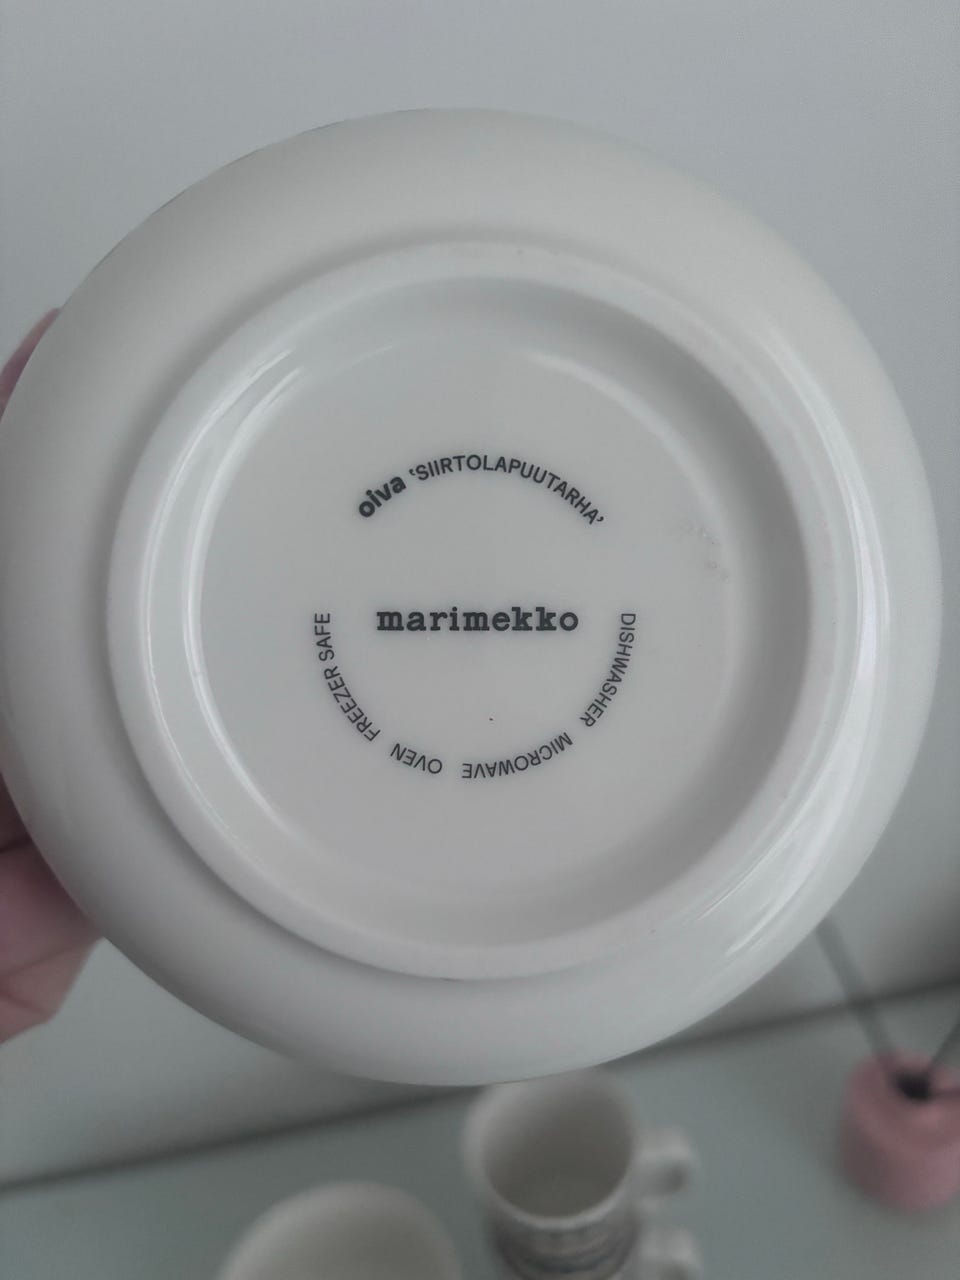 oiva 'SIIRTOLAPUUTARHA'
marimekko
DISHWASHER MICROWAVE OVEN FREEZER SAFE